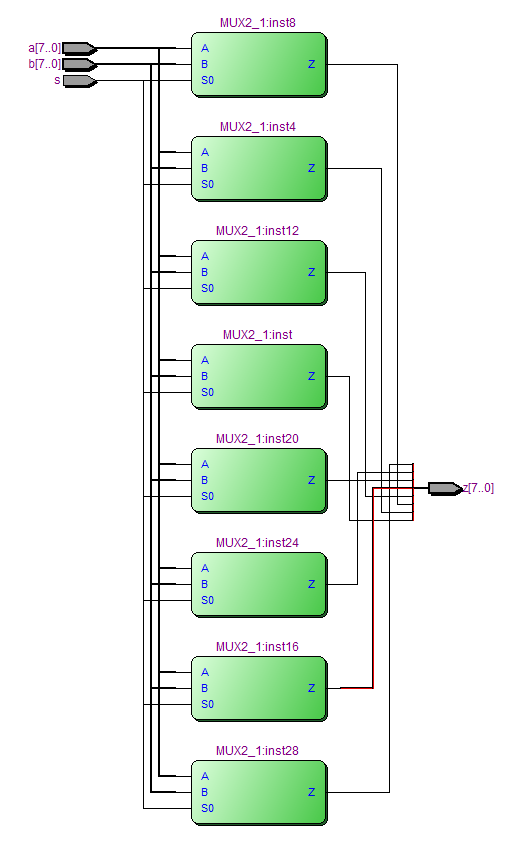 MUX2_1:inst8
a[7..0]
A
b[7..0]
B
Z
s
S0
MUX2_1:inst4
A
B
Z
S0
MUX2_1:inst12
A
B
Z
S0
MUX2_1:inst
A
B
Z
S0
MUX2_1:inst20
A
B
Z
z[7..0]
S0
MUX2_1:inst24
A
B
Z
S0
MUX2_1:inst16
A
B
Z
S0
MUX2_1:inst28
A
B
Z
S0